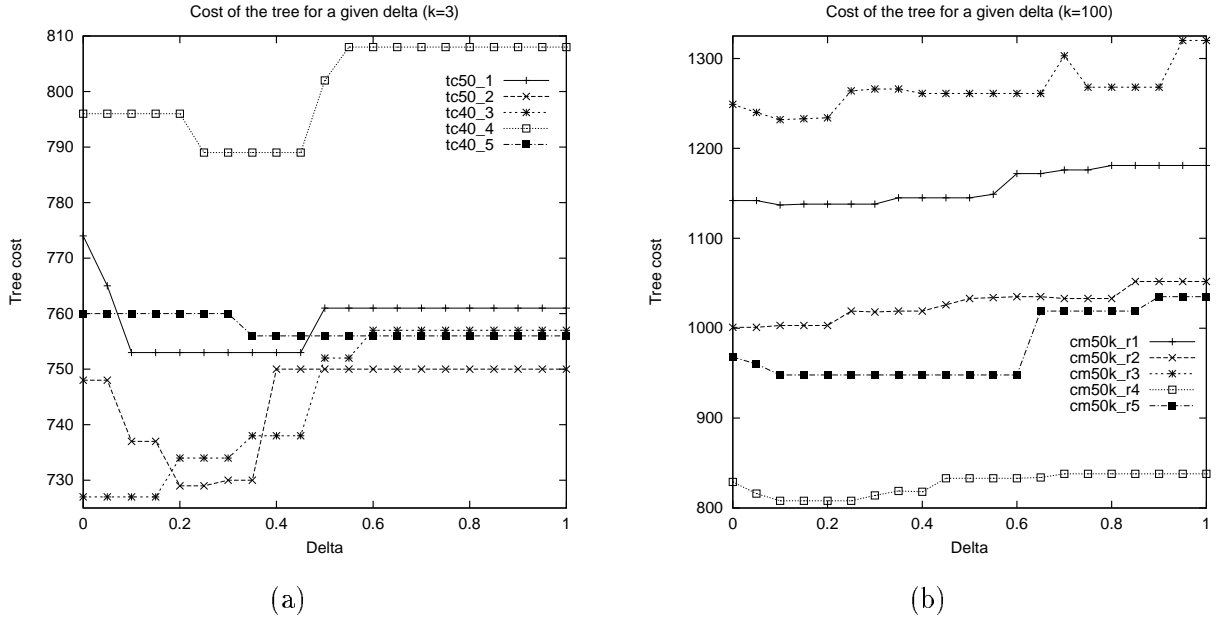 Cost of the tree for a given delta (k=3)
810
800
790
780
770
760
750
740
730
Tree cost
0
0.2
0.4
0.6
0.8
1
Delta
tc50_1
tc50_2
tc40_3
tc40_4
tc40_5
(a)
Cost of the tree for a given delta (k=100)
1300
1200
1100
1000
900
800
Tree cost
0
0.2
0.4
0.6
0.8
1
Delta
cm50k_r1
cm50k_r2
cm50k_r3
cm50k_r4
cm50k_r5
(b)